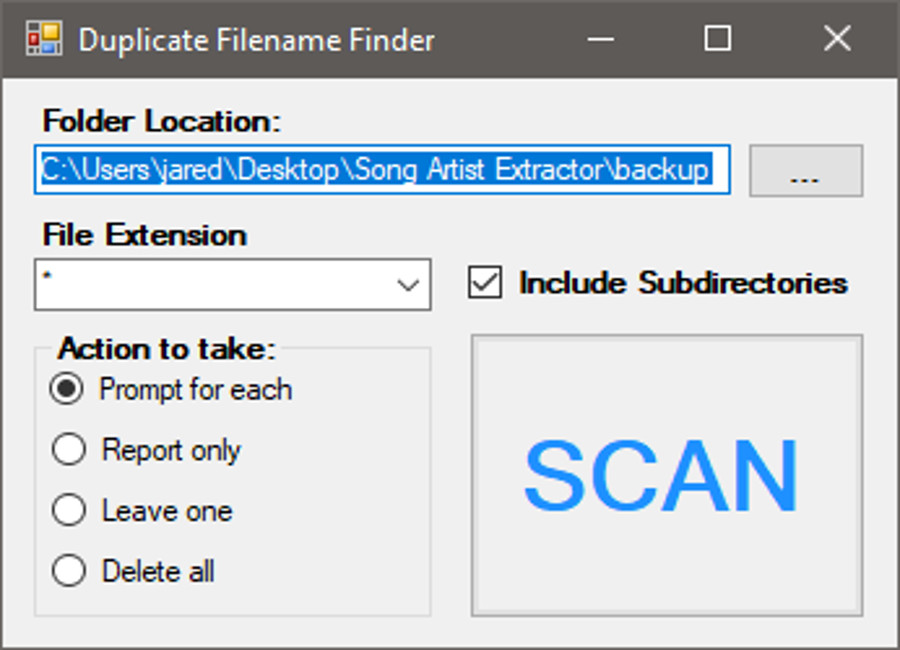 Duplicate Filename Finder
Folder Location:
C:\Users\jared\Desktop\Song Artist Extractor\backup
...
File Extension
*
Include Subdirectories
Action to take:
Prompt for each
Report only
Leave one
Delete all
SCAN